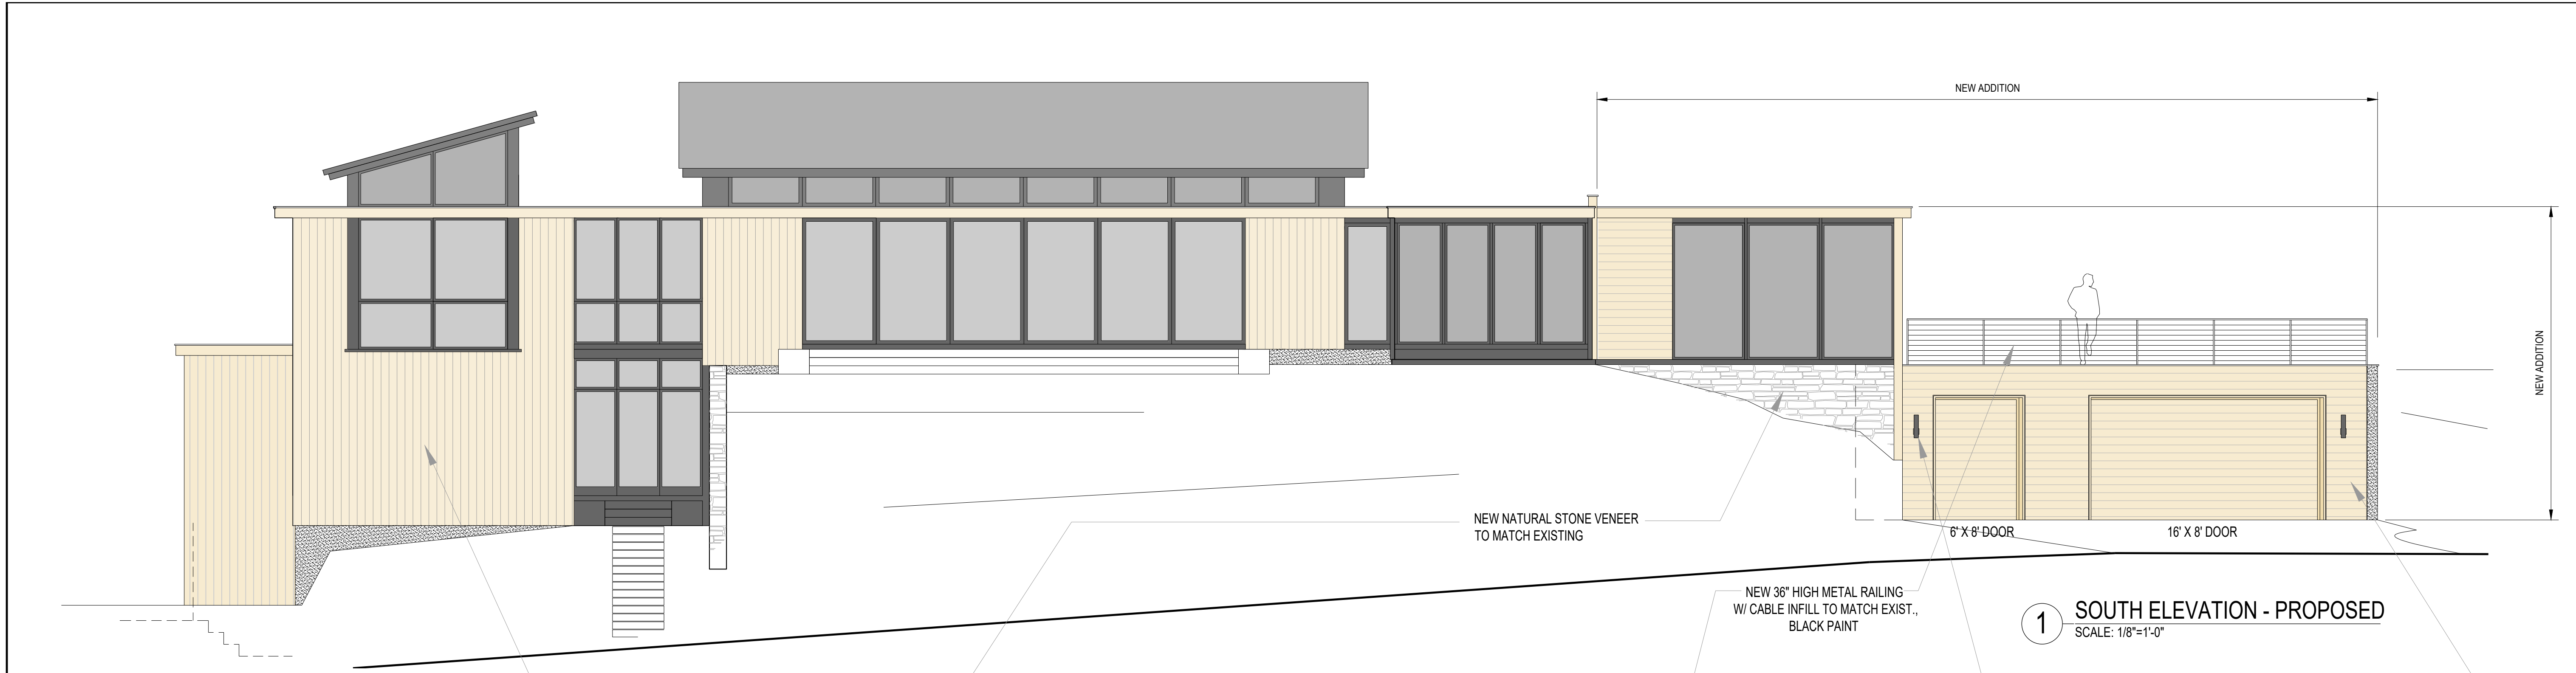 NEW ADDITION
NEW ADDITION
NEW NATURAL STONE VENEER
TO MATCH EXISTING
6' X 8' DOOR
16' X 8' DOOR
NEW 36" HIGH METAL RAILING
W/ CABLE INFILL TO MATCH EXIST.,
BLACK PAINT
1
SOUTH ELEVATION - PROPOSED
SCALE: 1/8"=1'-0"